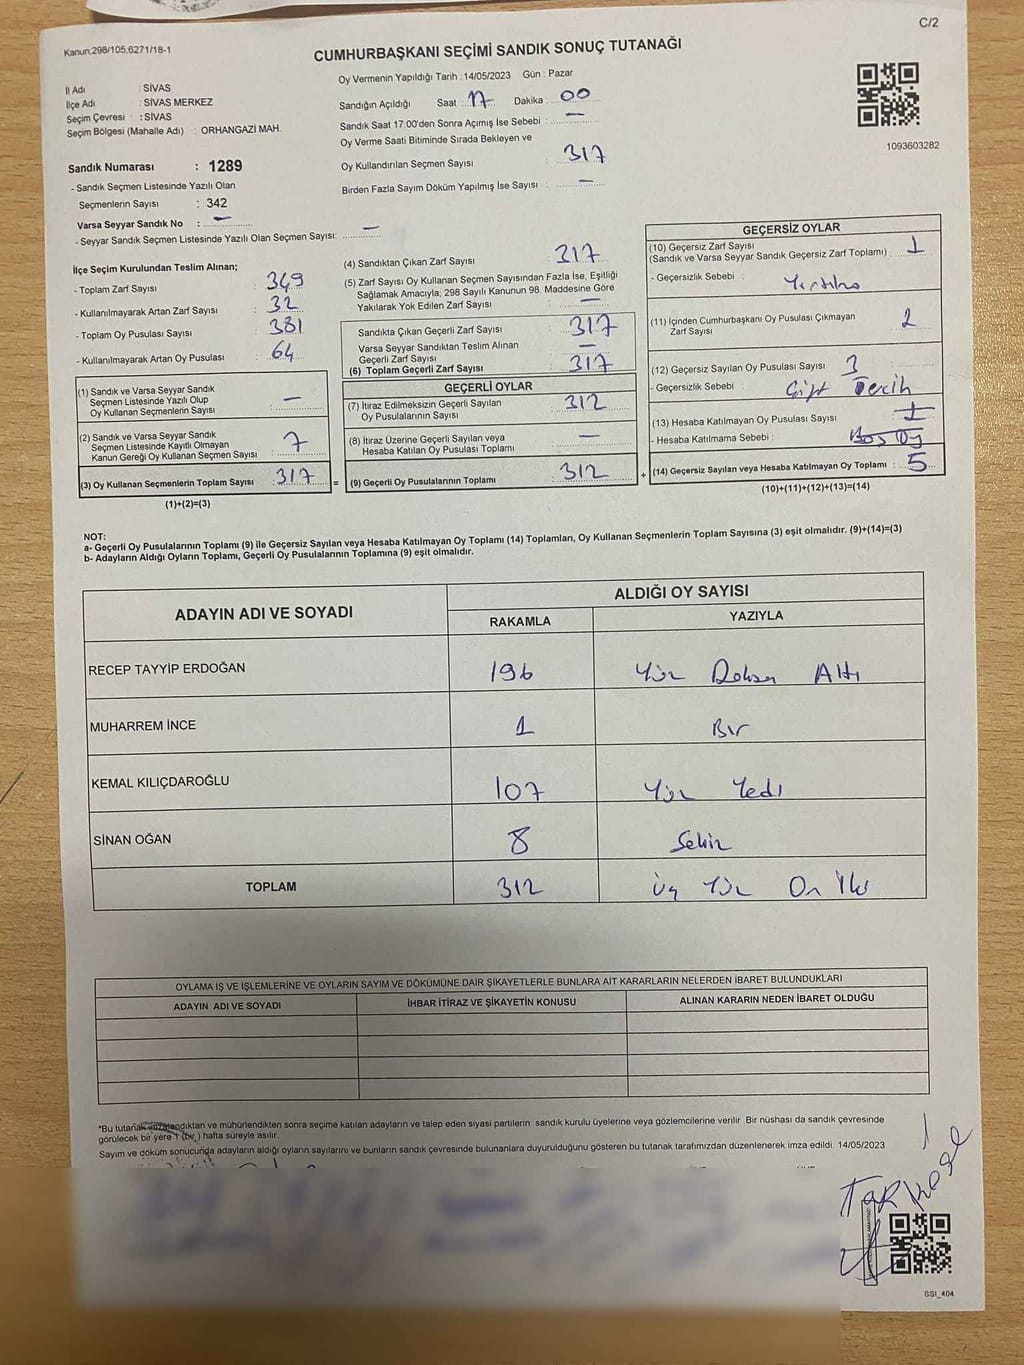 C/2
Kanun:298/105;6271/18-1
CUMHURBAŞKANI SEÇİMİ SANDIK SONUÇ TUTANAĞI
İl Adı : SİVAS
İlçe Adı : SİVAS MERKEZ
Seçim Çevresi : SİVAS
Seçim Bölgesi (Mahalle Adı) : ORHANGAZİ MAH.
Oy Vermenin Yapıldığı Tarih : 14/05/2023 Gün : Pazar
Sandığın Açıldığı Saat : 17 Dakika : 00
Sandık Saat 17:00'den Sonra Açımış İse Sebebi : —
Oy Verme Saati Bitiminde Sırada Bekleyen ve
Oy Kullandırılan Seçmen Sayısı : 317
Birden Fazla Sayım Döküm Yapılmış İse Sayısı : —
1093603282
Sandık Numarası : 1289
- Sandık Seçmen Listesinde Yazılı Olan
Seçmenlerin Sayısı : 342
Varsa Seyyar Sandık No : —
- Seyyar Sandık Seçmen Listesinde Yazılı Olan Seçmen Sayısı: —
İlçe Seçim Kurulundan Teslim Alınan;
- Toplam Zarf Sayısı : 349
- Kullanılmayarak Artan Zarf Sayısı : 32
- Toplam Oy Pusulası Sayısı : 381
- Kullanılmayarak Artan Oy Pusulası : 64
(1) Sandık ve Varsa Seyyar Sandık
Seçmen Listesinde Yazılı Olup
Oy Kullanan Seçmenlerin Sayısı : —
(2) Sandık ve Varsa Seyyar Sandık
Seçmen Listesinde Kayıtlı Olmayan
Kanun Gereği Oy Kullanan Seçmen Sayısı : 7
(3) Oy Kullanan Seçmenlerin Toplam Sayısı : 317
(1)+(2)=(3)
(4) Sandıktan Çıkan Zarf Sayısı : 317
(5) Zarf Sayısı Oy Kullanan Seçmen Sayısından Fazla İse, Eşitliği
Sağlamak Amacıyla, 298 Sayılı Kanunun 98. Maddesine Göre
Yakılarak Yok Edilen Zarf Sayısı : —
Sandıkta Çıkan Geçerli Zarf Sayısı : 317
Varsa Seyyar Sandıktan Teslim Alınan
Geçerli Zarf Sayısı : —
(6) Toplam Geçerli Zarf Sayısı : 317
GEÇERLİ OYLAR
(7) İtiraz Edilmeksizin Geçerli Sayılan
Oy Pusulalarının Sayısı : 312
(8) İtiraz Üzerine Geçerli Sayılan veya
Hesaba Katılan Oy Pusulası Toplamı : —
= (9) Geçerli Oy Pusulalarının Toplamı : 312
GEÇERSİZ OYLAR
(10) Geçersiz Zarf Sayısı
(Sandık ve Varsa Seyyar Sandık Geçersiz Zarf Toplamı) : 1
- Geçersizlik Sebebi :
(11) İçinden Cumhurbaşkanı Oy Pusulası Çıkmayan
Zarf Sayısı : 2
(12) Geçersiz Sayılan Oy Pusulası Sayısı : 3
- Geçersizlik Sebebi : Çift Tercih
(13) Hesaba Katılmayan Oy Pusulası Sayısı : 1
- Hesaba Katılmama Sebebi : Boş Oy
+ (14) Geçersiz Sayılan veya Hesaba Katılmayan Oy Toplamı : 5
(10)+(11)+(12)+(13)=(14)
NOT:
a- Geçerli Oy Pusulalarının Toplamı (9) ile Geçersiz Sayılan veya Hesaba Katılmayan Oy Toplamı (14) Toplamları, Oy Kullanan Seçmenlerin Toplam Sayısına (3) eşit olmalıdır. (9)+(14)=(3)
b- Adayların Aldığı Oyların Toplamı, Geçerli Oy Pusulalarının Toplamına (9) eşit olmalıdır.
ADAYIN ADI VE SOYADI ALDIĞI OY SAYISI
RAKAMLA YAZIYLA
RECEP TAYYİP ERDOĞAN 196 Yüz Doksan Altı
MUHARREM İNCE 1 Bir
KEMAL KILIÇDAROĞLU 107 Yüz Yedi
SİNAN OĞAN 8 Sekiz
TOPLAM 312 Üç Yüz On İki
OYLAMA İŞ VE İŞLEMLERİNE VE OYLARIN SAYIM VE DÖKÜMÜNE DAİR ŞİKAYETLERLE BUNLARA AİT KARARLARIN NELERDEN İBARET BULUNDUKLARI
ADAYIN ADI VE SOYADI İHBAR İTİRAZ VE ŞİKAYETİN KONUSU ALINAN KARARIN NEDEN İBARET OLDUĞU
*Bu tutanak imzalandıktan ve mühürlendikten sonra seçime katılan adayların ve talep eden siyasi partilerin sandık kurulu üyelerine veya gözlemcilerine verilir. Bir nüshası da sandık çevresinde
görülecek bir yere 1 (bir) hafta süreyle asılır.
Sayım ve döküm sonucunda adayların aldığı oyların sayılarını ve bunların sandık çevresinde bulunanlara duyurulduğunu gösteren bu tutanak tarafımızdan düzenlenerek imza edildi. 14/05/2023
SSI_404